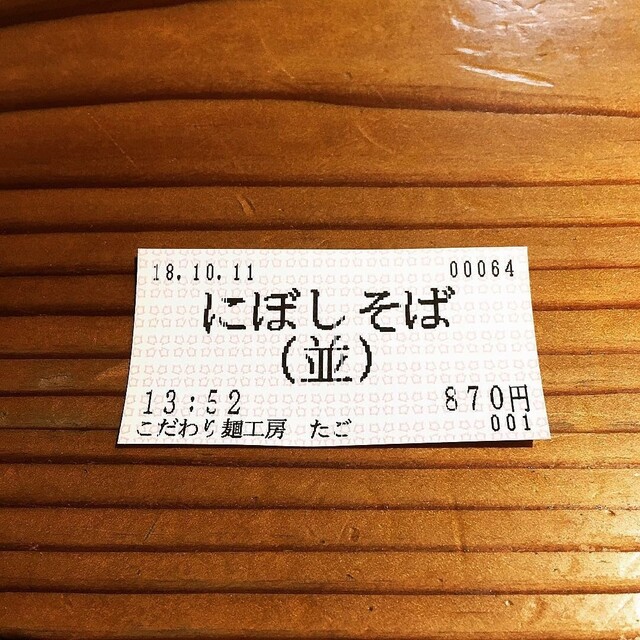 18.10.11 00064
にぼしそば
(並)
13:52 870円
こだわり麺工房 たご 001